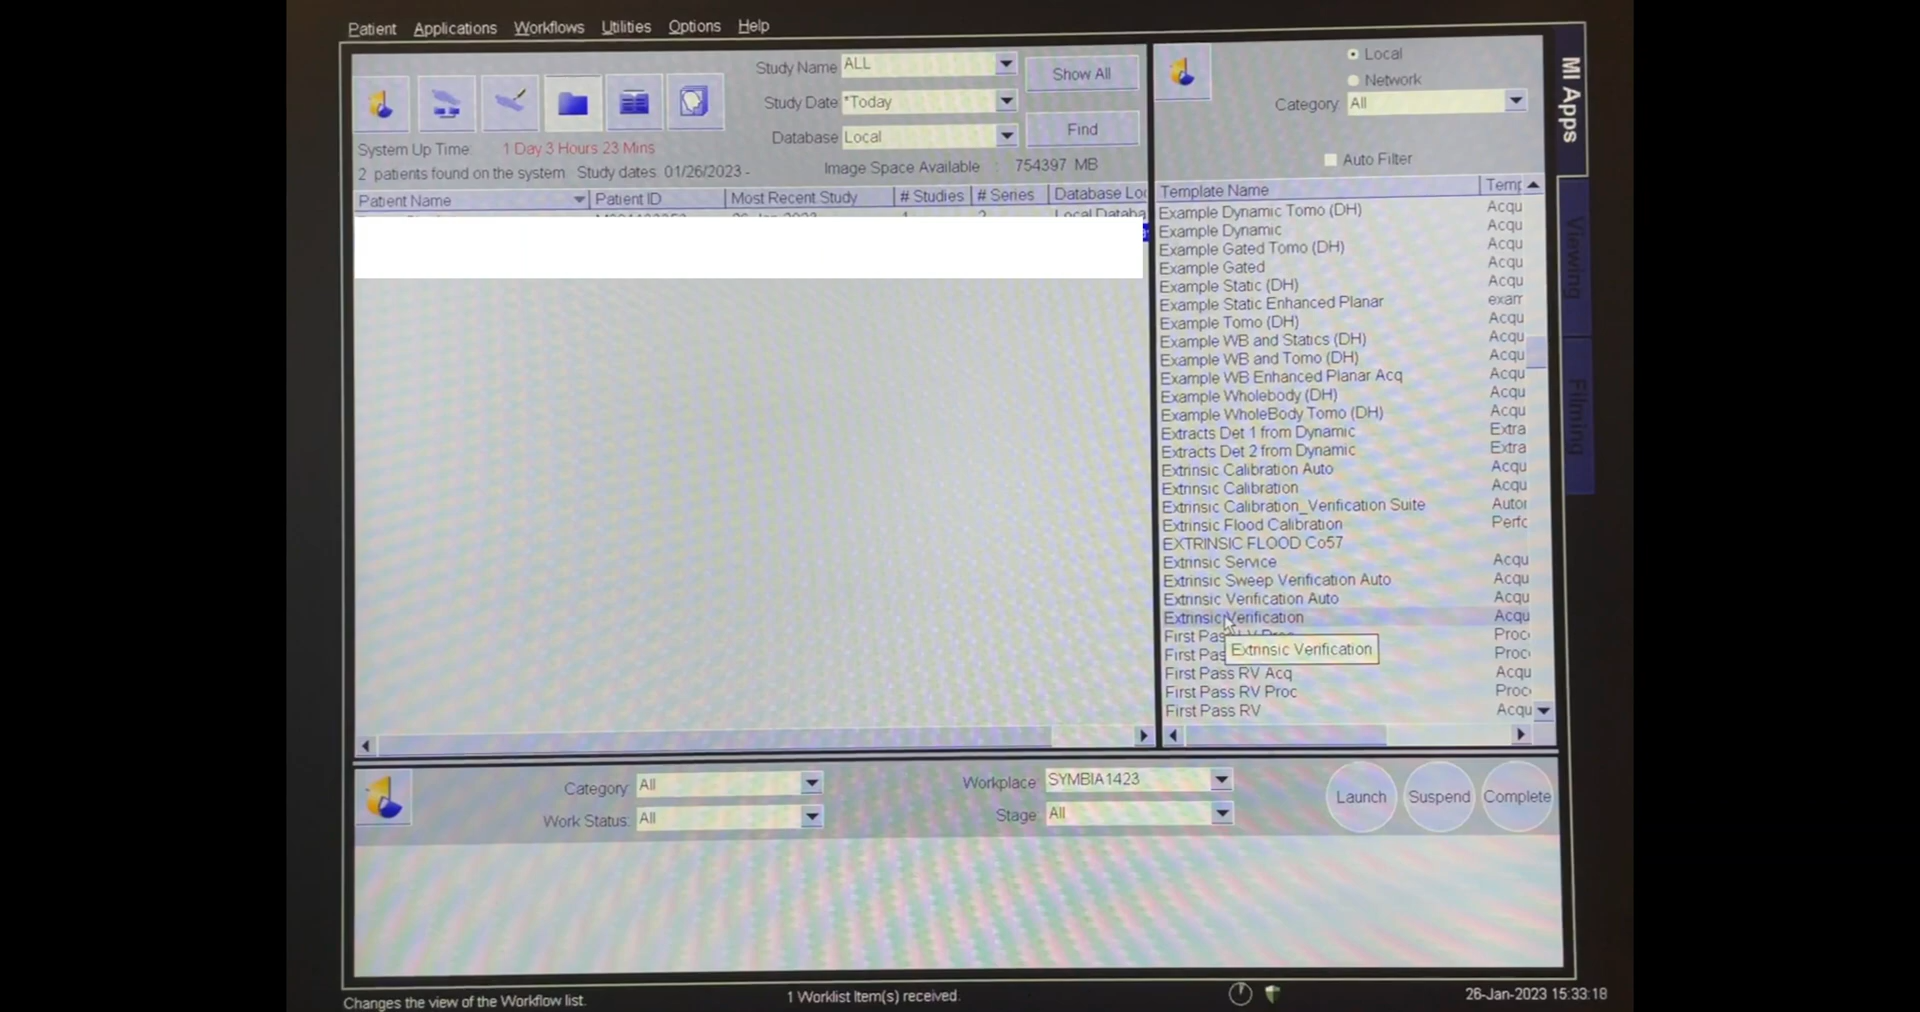 Patient Applications Workflows Utilities Options Help
Study Name ALL Show All
Study Date *Today
Database Local Find
System Up Time: 1 Day 3 Hours 23 Mins
2 patients found on the system Study dates: 01/26/2023 - Image Space Available : 754397 MB
Patient Name Patient ID Most Recent Study # Studies # Series Database Loc
Local
Network
Category: All
Auto Filter
MI Apps
Viewing
Filming
Template Name Temp
Example Dynamic Tomo (DH) Acqu
Example Dynamic Acqu
Example Gated Tomo (DH) Acqu
Example Gated Acqu
Example Static (DH) Acqu
Example Static Enhanced Planar exam
Example Tomo (DH) Acqu
Example WB and Statics (DH) Acqu
Example WB and Tomo (DH) Acqu
Example WB Enhanced Planar Acq Acqu
Example Wholebody (DH) Acqu
Example WholeBody Tomo (DH) Acqu
Extracts Det 1 from Dynamic Extra
Extracts Det 2 from Dynamic Extra
Extrinsic Calibration Auto Acqu
Extrinsic Calibration Acqu
Extrinsic Calibration_Verification Suite Autor
Extrinsic Flood Calibration Perfo
EXTRINSIC FLOOD Co57
Extrinsic Service Acqu
Extrinsic Sweep Verification Auto Acqu
Extrinsic Verification Auto Acqu
Extrinsic Verification Acqu
First Pas Proc
Extrinsic Verification
First Pas Proc
First Pass RV Acq Acqu
First Pass RV Proc Proc
First Pass RV Acqu
Category: All Workplace: SYMBIA1423
Work Status: All Stage: All
Launch Suspend Complete
Changes the view of the Workflow list. 1 Worklist Item(s) received. 26-Jan-2023 15:33:18